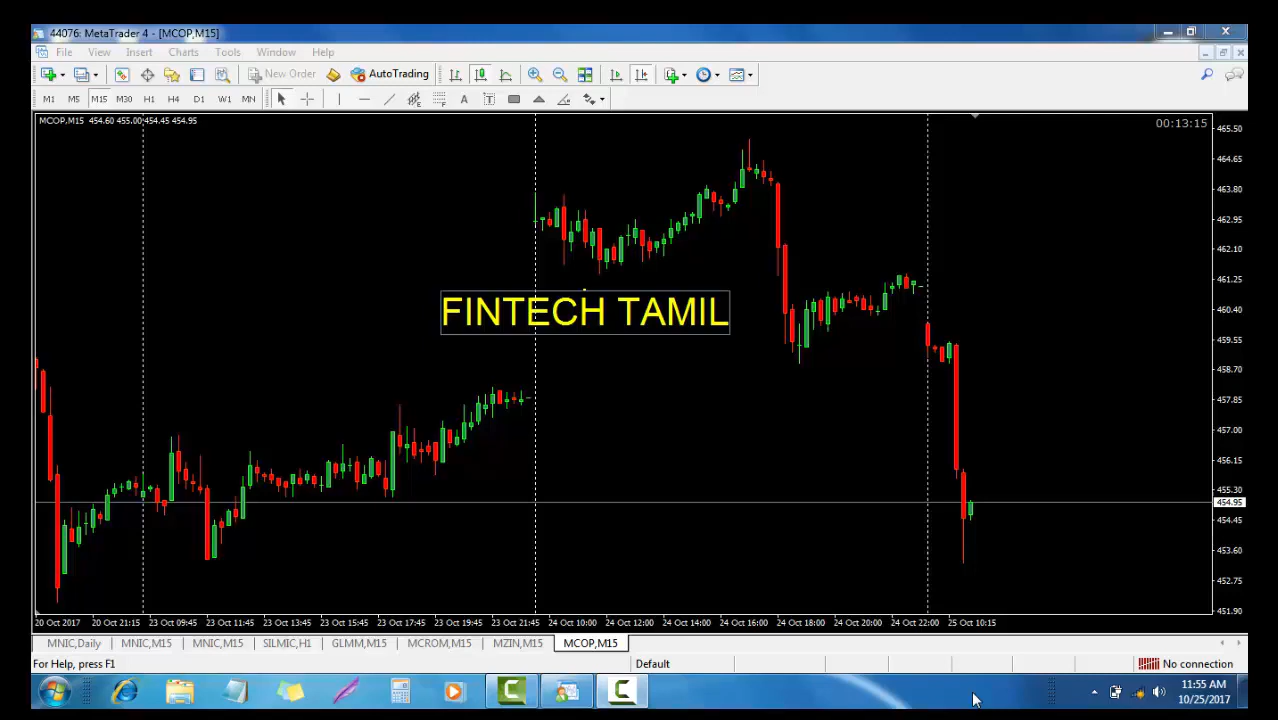 44076: MetaTrader 4 - [MCOP,M15]
File View Insert Charts Tools Window Help
New Order AutoTrading
M1 M5 M15 M30 H1 H4 D1 W1 MN A T
MCOP,M15 454.60 455.00 454.45 454.95
00:13:15
465.50
464.65
463.80
462.95
462.10
461.25
FINTECH TAMIL
460.40
459.55
458.70
457.85
457.00
456.15
455.30
454.95
454.45
453.60
452.75
451.90
20 Oct 2017 20 Oct 21:15 23 Oct 09:45 23 Oct 11:45 23 Oct 13:45 23 Oct 15:45 23 Oct 17:45 23 Oct 19:45 23 Oct 21:45 24 Oct 10:00 24 Oct 12:00 24 Oct 14:00 24 Oct 16:00 24 Oct 18:00 24 Oct 20:00 24 Oct 22:00 25 Oct 10:15
MNIC,Daily MNIC,M15 MNIC,M15 SILMIC,H1 GLMM,M15 MCROM,M15 MZIN,M15 MCOP,M15
For Help, press F1 Default No connection
11:55 AM
10/25/2017